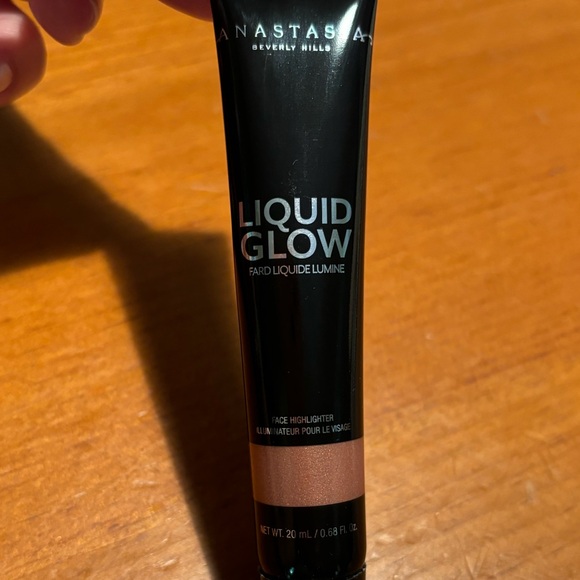 ANASTASIA
BEVERLY HILLS
LIQUID
GLOW
FARD LIQUIDE LUMINE
FACE HIGHLIGHTER
ILLUMINATEUR POUR LE VISAGE
NET WT. 20 mL / 0.68 Fl. Oz.